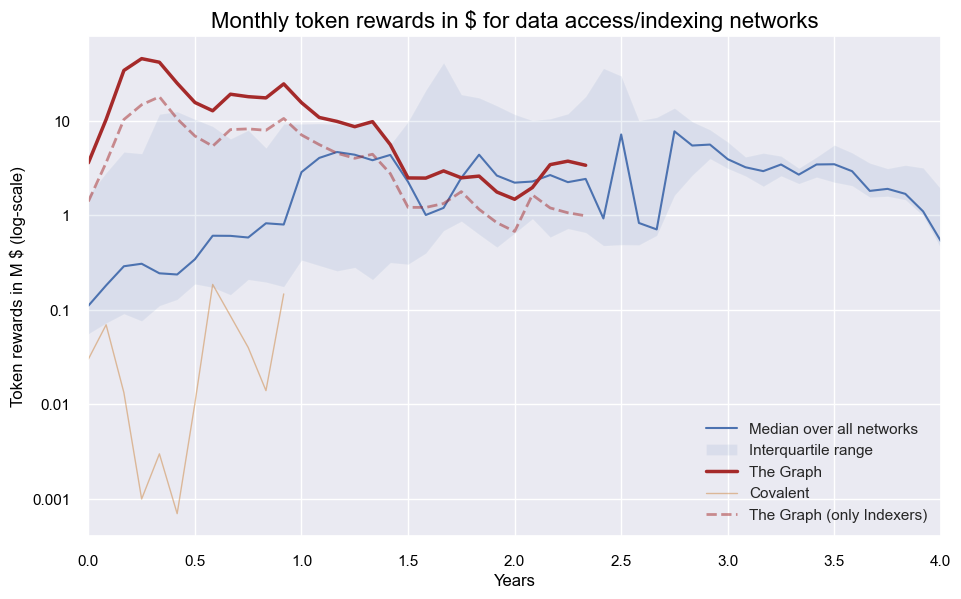 Monthly token rewards in $ for data access/indexing networks
Token rewards in M $ (log-scale)
10
1
0.1
0.01
0.001
Median over all networks
Interquartile range
The Graph
Covalent
The Graph (only Indexers)
0.0 0.5 1.0 1.5 2.0 2.5 3.0 3.5 4.0
Years